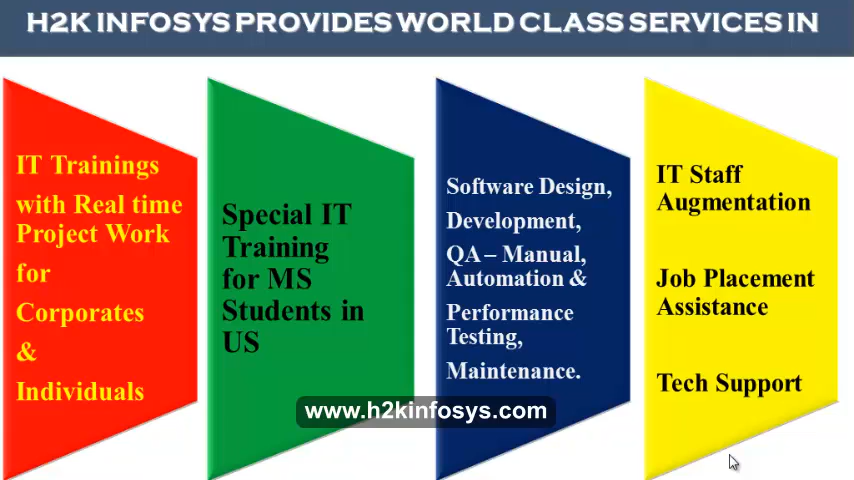 H2K INFOSYS PROVIDES WORLD CLASS SERVICES IN
IT Trainings
with Real time
Project Work
for
Corporates
&
Individuals
Special IT
Training
for MS
Students in
US
Software Design,
Development,
QA – Manual,
Automation &
Performance
Testing,
Maintenance.
IT Staff
Augmentation
Job Placement
Assistance
Tech Support
www.h2kinfosys.com